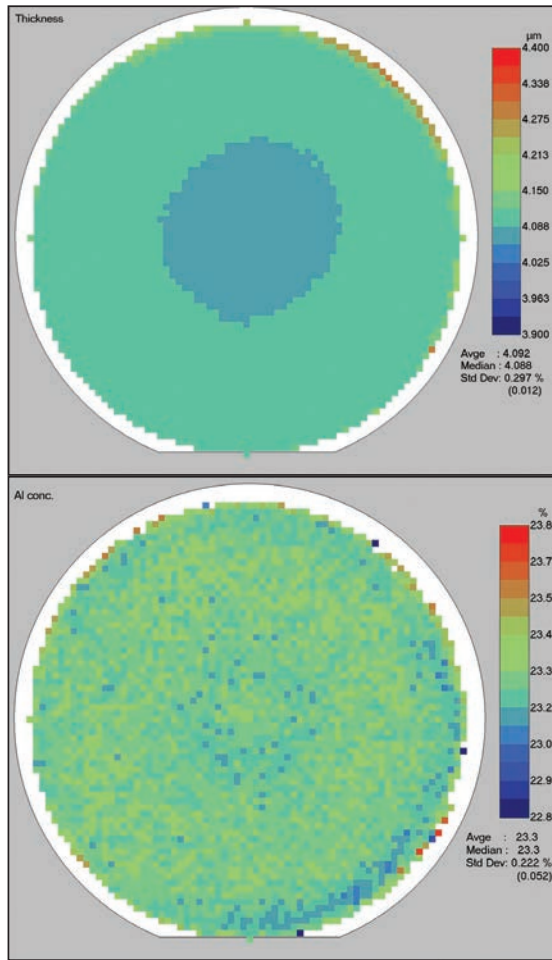 Thickness
µm
4.400
4.338
4.275
4.213
4.150
4.088
4.025
3.963
3.900
Avge : 4.092
Median : 4.088
Std Dev: 0.297 %
(0.012)
Al conc.
%
23.8
23.7
23.5
23.4
23.3
23.2
23.0
22.9
22.8
Avge : 23.3
Median : 23.3
Std Dev: 0.222 %
(0.052)